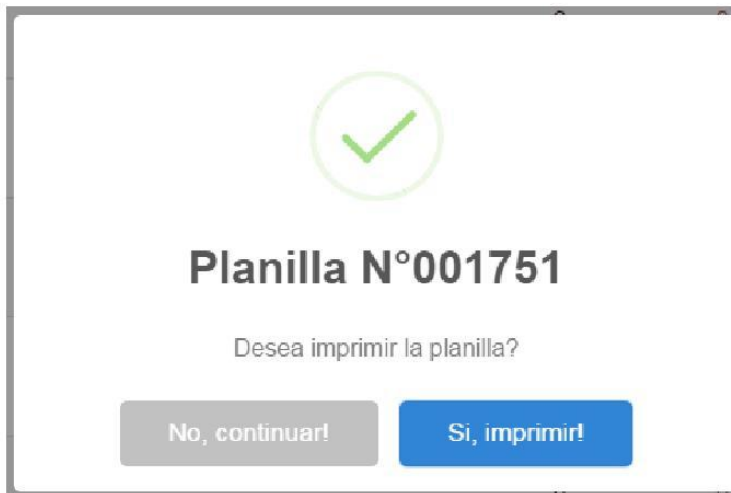 Planilla N°001751
Desea imprimir la planilla?
No, continuar!
Si, imprimir!